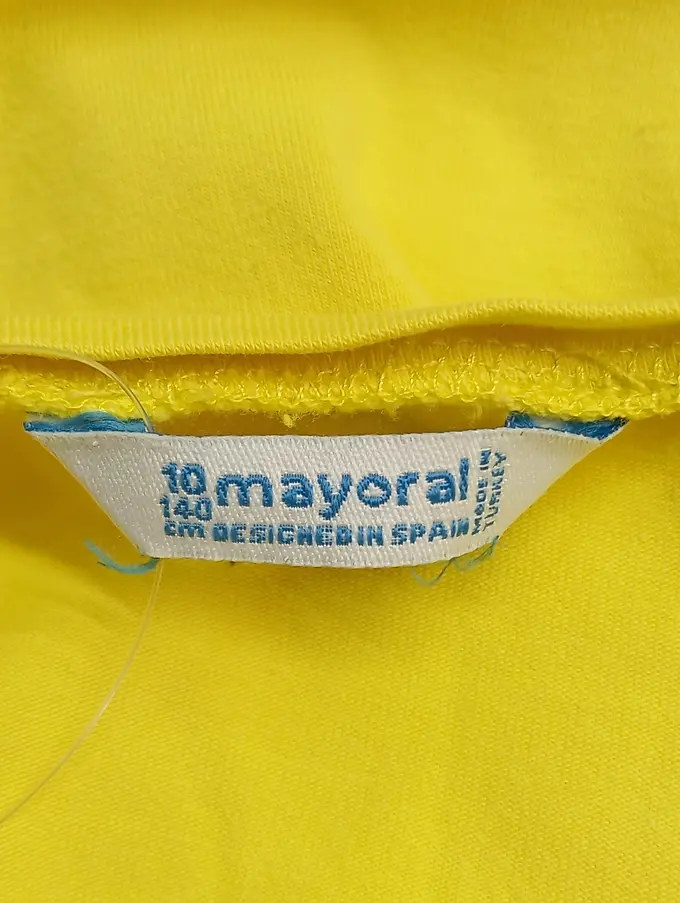 10 mayoral
140
cm DESIGNED IN SPAIN
MADE IN
TURKEY